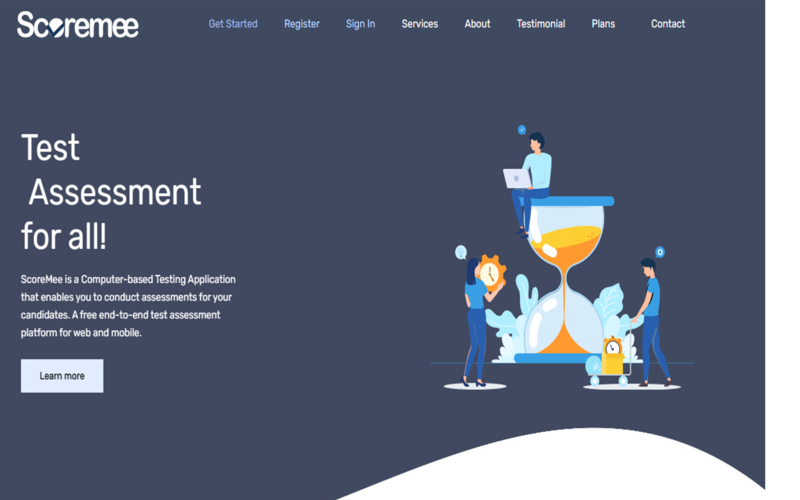 Scoremee
Get Started Register Sign In Services About Testimonial Plans Contact
Test
Assessment
for all!
ScoreMee is a Computer-based Testing Application
that enables you to conduct assessments for your
candidates. A free end-to-end test assessment
platform for web and mobile.
Learn more